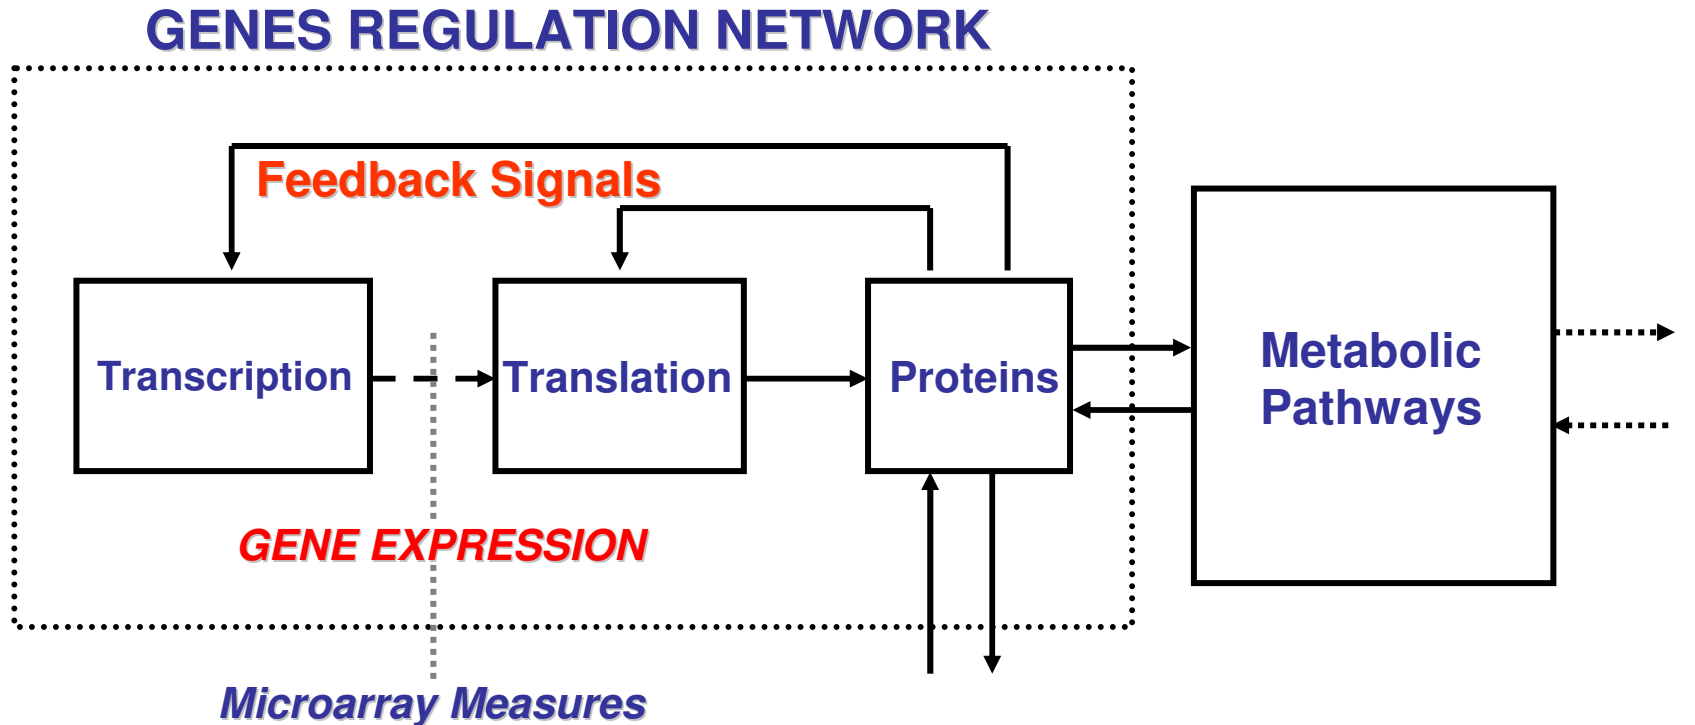 GENES REGULATION NETWORK
Feedback Signals
Transcription
Translation
Proteins
Metabolic
Pathways
GENE EXPRESSION
Microarray Measures